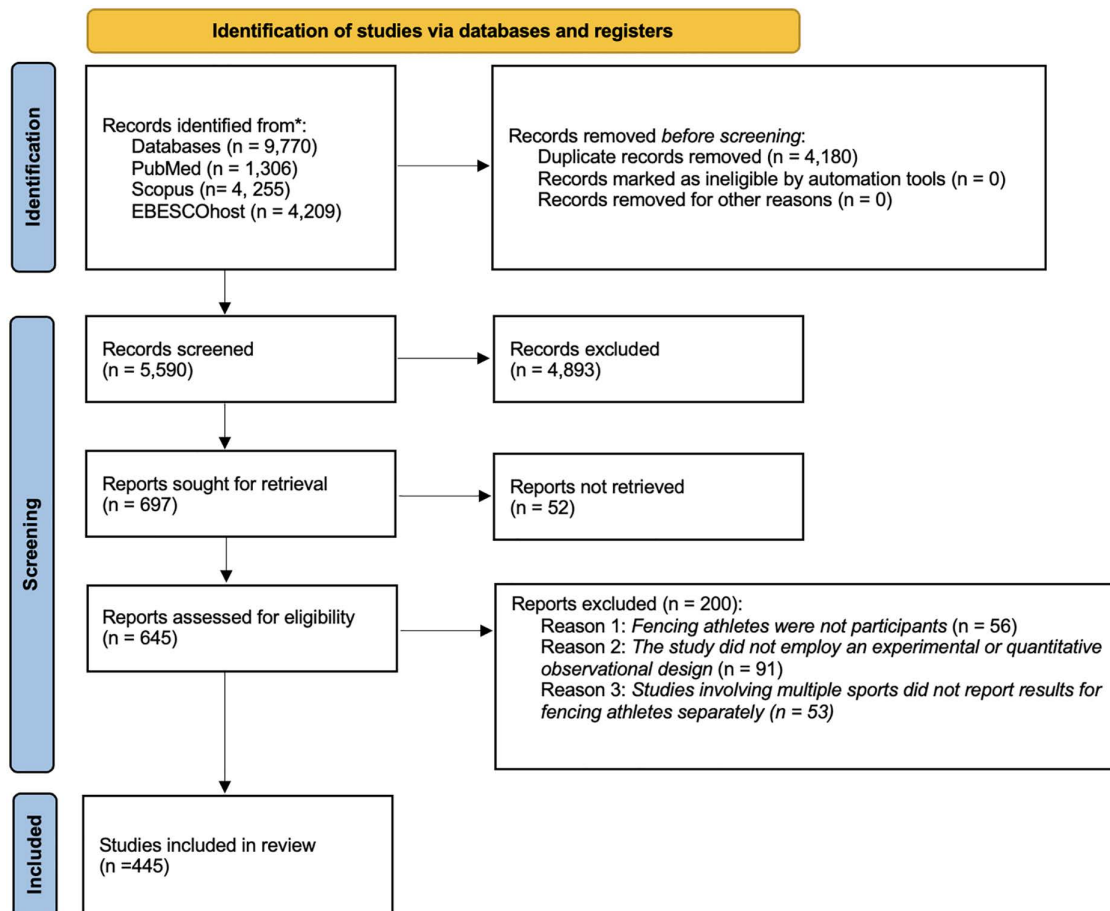 Identification of studies via databases and registers
Identification
Records identified from*:
Databases (n = 9,770)
PubMed (n = 1,306)
Scopus (n= 4, 255)
EBESCOhost (n = 4,209)
Records removed before screening:
Duplicate records removed (n = 4,180)
Records marked as ineligible by automation tools (n = 0)
Records removed for other reasons (n = 0)
Screening
Records screened
(n = 5,590)
Records excluded
(n = 4,893)
Reports sought for retrieval
(n = 697)
Reports not retrieved
(n = 52)
Reports assessed for eligibility
(n = 645)
Reports excluded (n = 200):
Reason 1: Fencing athletes were not participants (n = 56)
Reason 2: The study did not employ an experimental or quantitative
observational design (n = 91)
Reason 3: Studies involving multiple sports did not report results for
fencing athletes separately (n = 53)
Included
Studies included in review
(n =445)